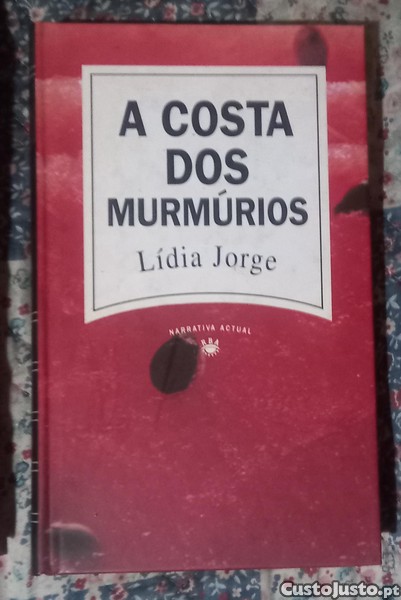 A COSTA
DOS
MURMÚRIOS
Lídia Jorge
NARRATIVA ACTUAL
RBA
CustoJusto.pt